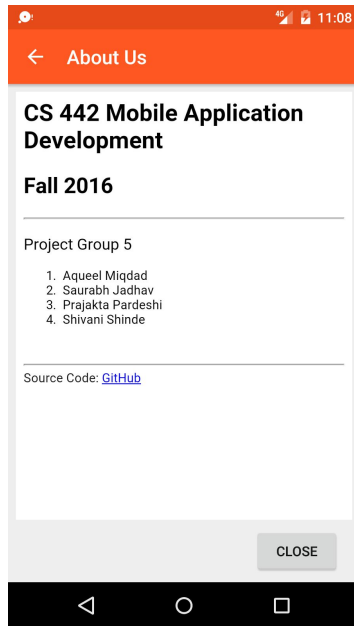 4G 11:08
About Us
CS 442 Mobile Application
Development
Fall 2016
Project Group 5
1. Aqueel Miqdad
2. Saurabh Jadhav
3. Prajakta Pardeshi
4. Shivani Shinde
Source Code: GitHub
CLOSE